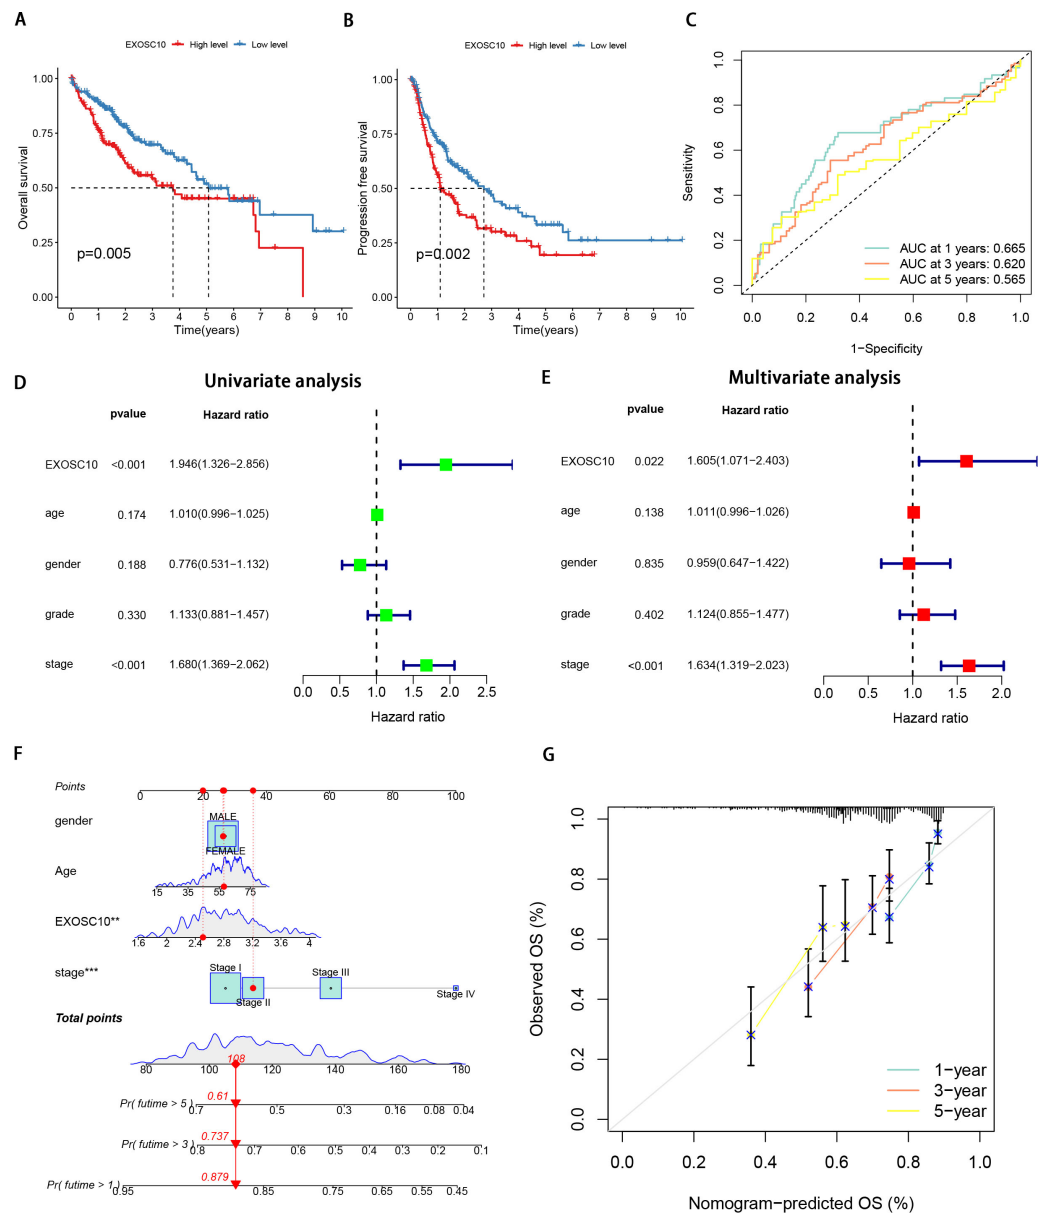 A
EXOSC10 High level Low level
Overall survival
1.00
0.75
0.50
0.25
0.00
p=0.005
0 1 2 3 4 5 6 7 8 9 10
Time(years)
B
EXOSC10 High level Low level
Progression free survival
1.00
0.75
0.50
0.25
0.00
p=0.002
0 1 2 3 4 5 6 7 8 9 10
Time(years)
C
Sensitivity
1.0
0.8
0.6
0.4
0.2
0.0
AUC at 1 years: 0.665
AUC at 3 years: 0.620
AUC at 5 years: 0.565
0.0 0.2 0.4 0.6 0.8 1.0
1−Specificity
D
Univariate analysis
pvalue Hazard ratio
EXOSC10 <0.001 1.946(1.326−2.856)
age 0.174 1.010(0.996−1.025)
gender 0.188 0.776(0.531−1.132)
grade 0.330 1.133(0.881−1.457)
stage <0.001 1.680(1.369−2.062)
0.0 0.5 1.0 1.5 2.0 2.5
Hazard ratio
E
Multivariate analysis
pvalue Hazard ratio
EXOSC10 0.022 1.605(1.071−2.403)
age 0.138 1.011(0.996−1.026)
gender 0.835 0.959(0.647−1.422)
grade 0.402 1.124(0.855−1.477)
stage <0.001 1.634(1.319−2.023)
0.0 0.5 1.0 1.5 2.0
Hazard ratio
F
Points
0 20 40 60 80 100
gender
MALE
FEMALE
Age
15 35 55 75
EXOSC10**
1.6 2 2.4 2.8 3.2 3.6 4
stage***
Stage I
Stage II
Stage III
Stage IV
Total points
108
80 100 120 140 160 180
0.61
Pr( futime > 5 )
0.7 0.5 0.3 0.16 0.08 0.04
0.737
Pr( futime > 3 )
0.8 0.7 0.6 0.5 0.4 0.3 0.2 0.1
0.879
Pr( futime > 1 )
0.95 0.85 0.75 0.65 0.55 0.45
G
Observed OS (%)
1.0
0.8
0.6
0.4
0.2
0.0
1−year
3−year
5−year
0.0 0.2 0.4 0.6 0.8 1.0
Nomogram−predicted OS (%)